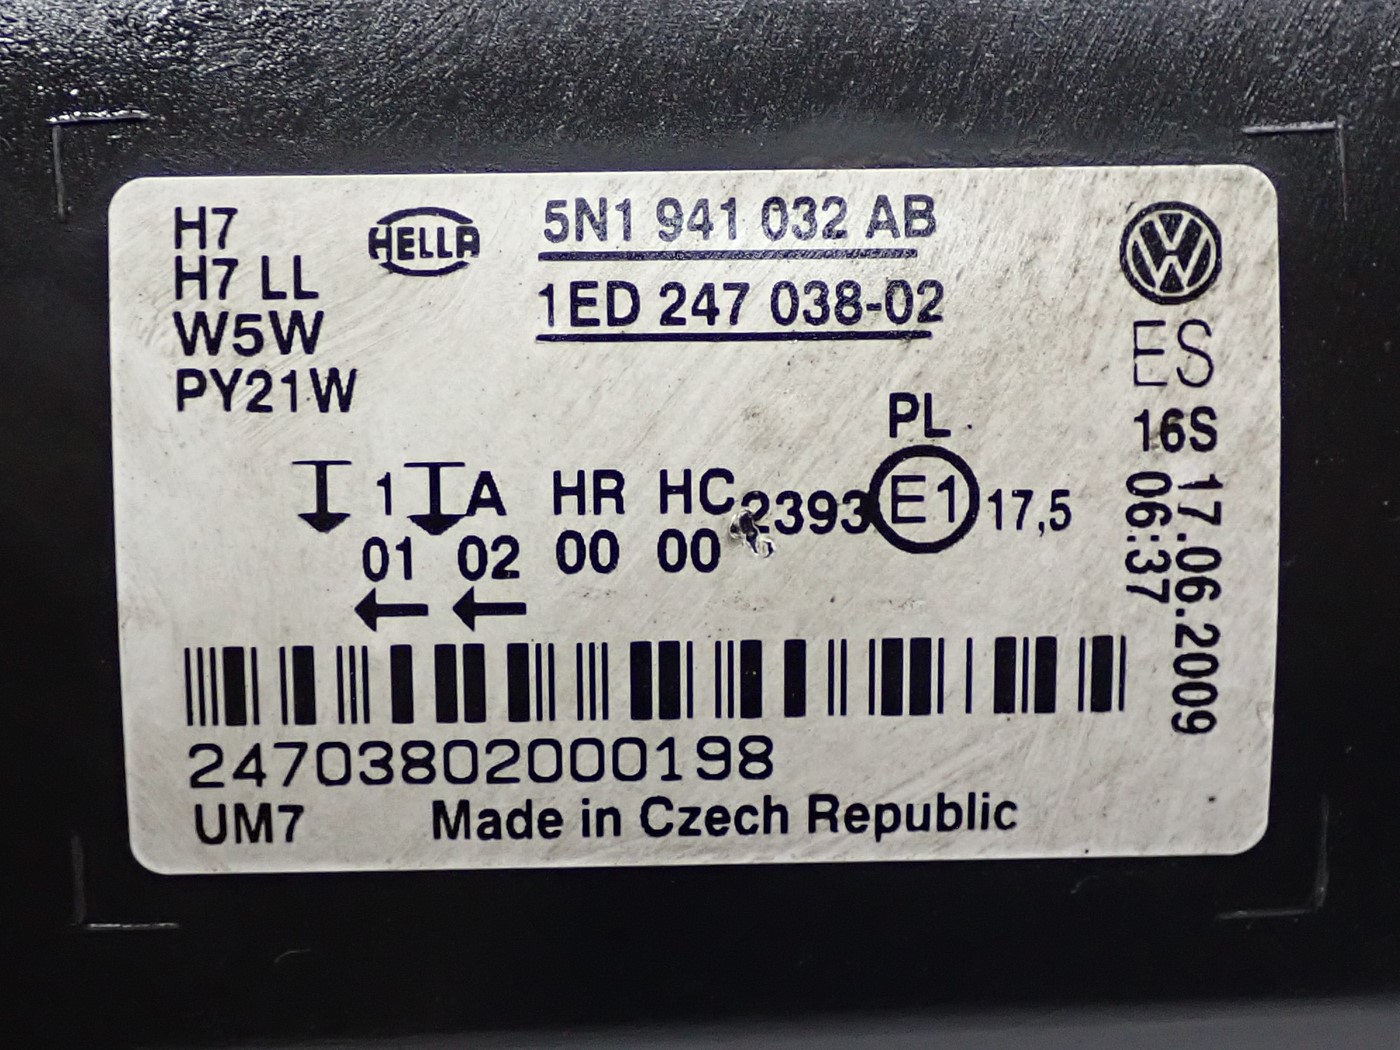 H7
H7 LL
W5W
PY21W
HELLA
5N1 941 032 AB
1ED 247 038-02
VW
ES
16S 17.06.2009
06:37
PL
1 A HR HC 2393 E1 17,5
01 02 00 00
24703802000198
UM7 Made in Czech Republic